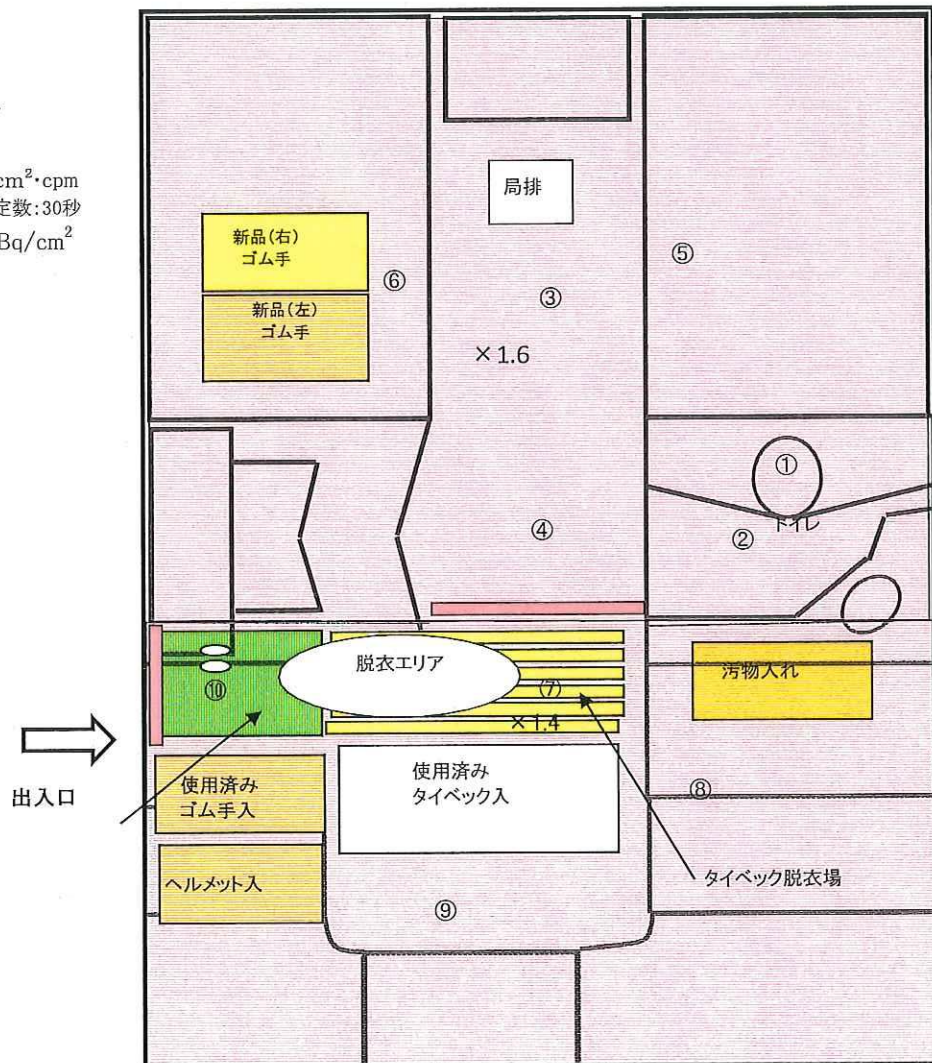 cm²・cpm
定数:30秒
Bq/cm²
局排
新品(右)
ゴム手
⑥
新品(左)
ゴム手
③
⑤
×1.6
①
トイレ
④
②
脱衣エリア
⑩
⑦
×1.4
汚物入れ
出入口
使用済み
ゴム手入
使用済み
タイベック入
⑧
ヘルメット入
タイベック脱衣場
⑨